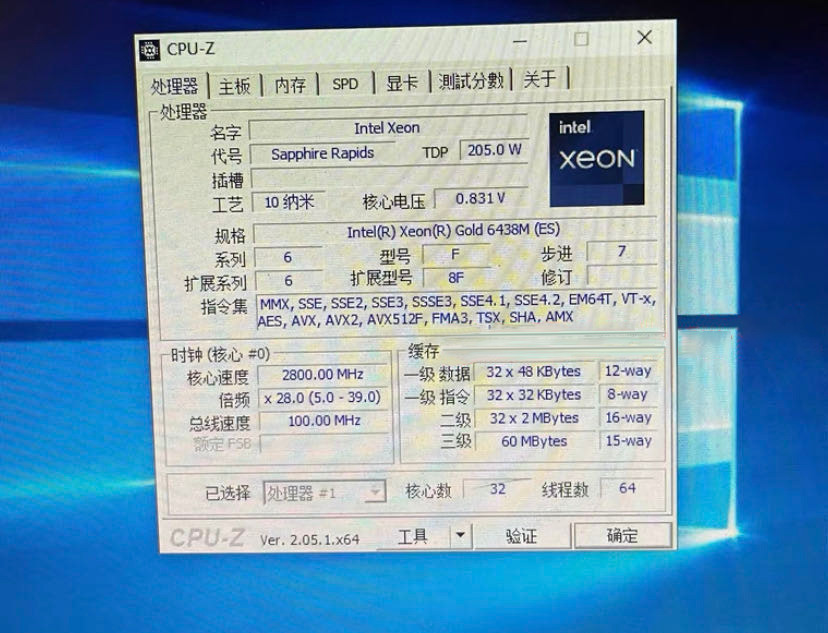 CPU-Z
处理器 主板 内存 SPD 显卡 測試分數 关于
处理器
名字 Intel Xeon
代号 Sapphire Rapids TDP 205.0 W
插槽
工艺 10 纳米 核心电压 0.831 V
intel
xeon
规格 Intel(R) Xeon(R) Gold 6438M (ES)
系列 6 型号 F 步进 7
扩展系列 6 扩展型号 8F 修订
指令集 MMX, SSE, SSE2, SSE3, SSSE3, SSE4.1, SSE4.2, EM64T, VT-x,
AES, AVX, AVX2, AVX512F, FMA3, TSX, SHA, AMX
时钟 (核心 #0)
核心速度 2800.00 MHz
倍频 x 28.0 (5.0 - 39.0)
总线速度 100.00 MHz
额定 FSB
缓存
一级 数据 32 x 48 KBytes 12-way
一级 指令 32 x 32 KBytes 8-way
二级 32 x 2 MBytes 16-way
三级 60 MBytes 15-way
已选择 处理器 #1 核心数 32 线程数 64
CPU-Z Ver. 2.05.1.x64 工具 验证 确定